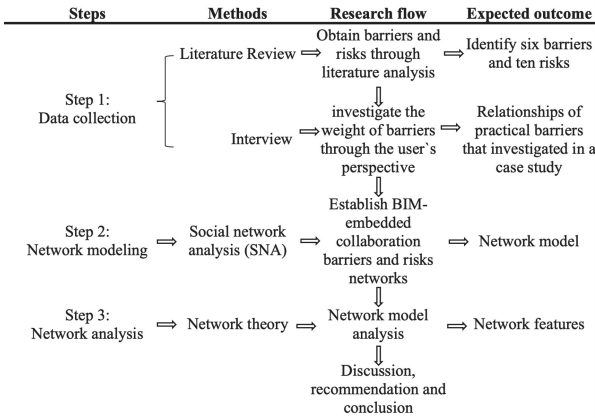 Steps Methods Research flow Expected outcome
Literature Review
Obtain barriers and
risks through
literature analysis
Identify six barriers
and ten risks
Step 1:
Data collection
Interview
investigate the
weight of barriers
through the user`s
perspective
Relationships of
practical barriers
that investigated in a
case study
Step 2:
Network modeling
Social network
analysis (SNA)
Establish BIM-
embedded
collaboration
barriers and risks
networks
Network model
Step 3:
Network analysis
Network theory
Network model
analysis
Network features
Discussion,
recommendation and
conclusion